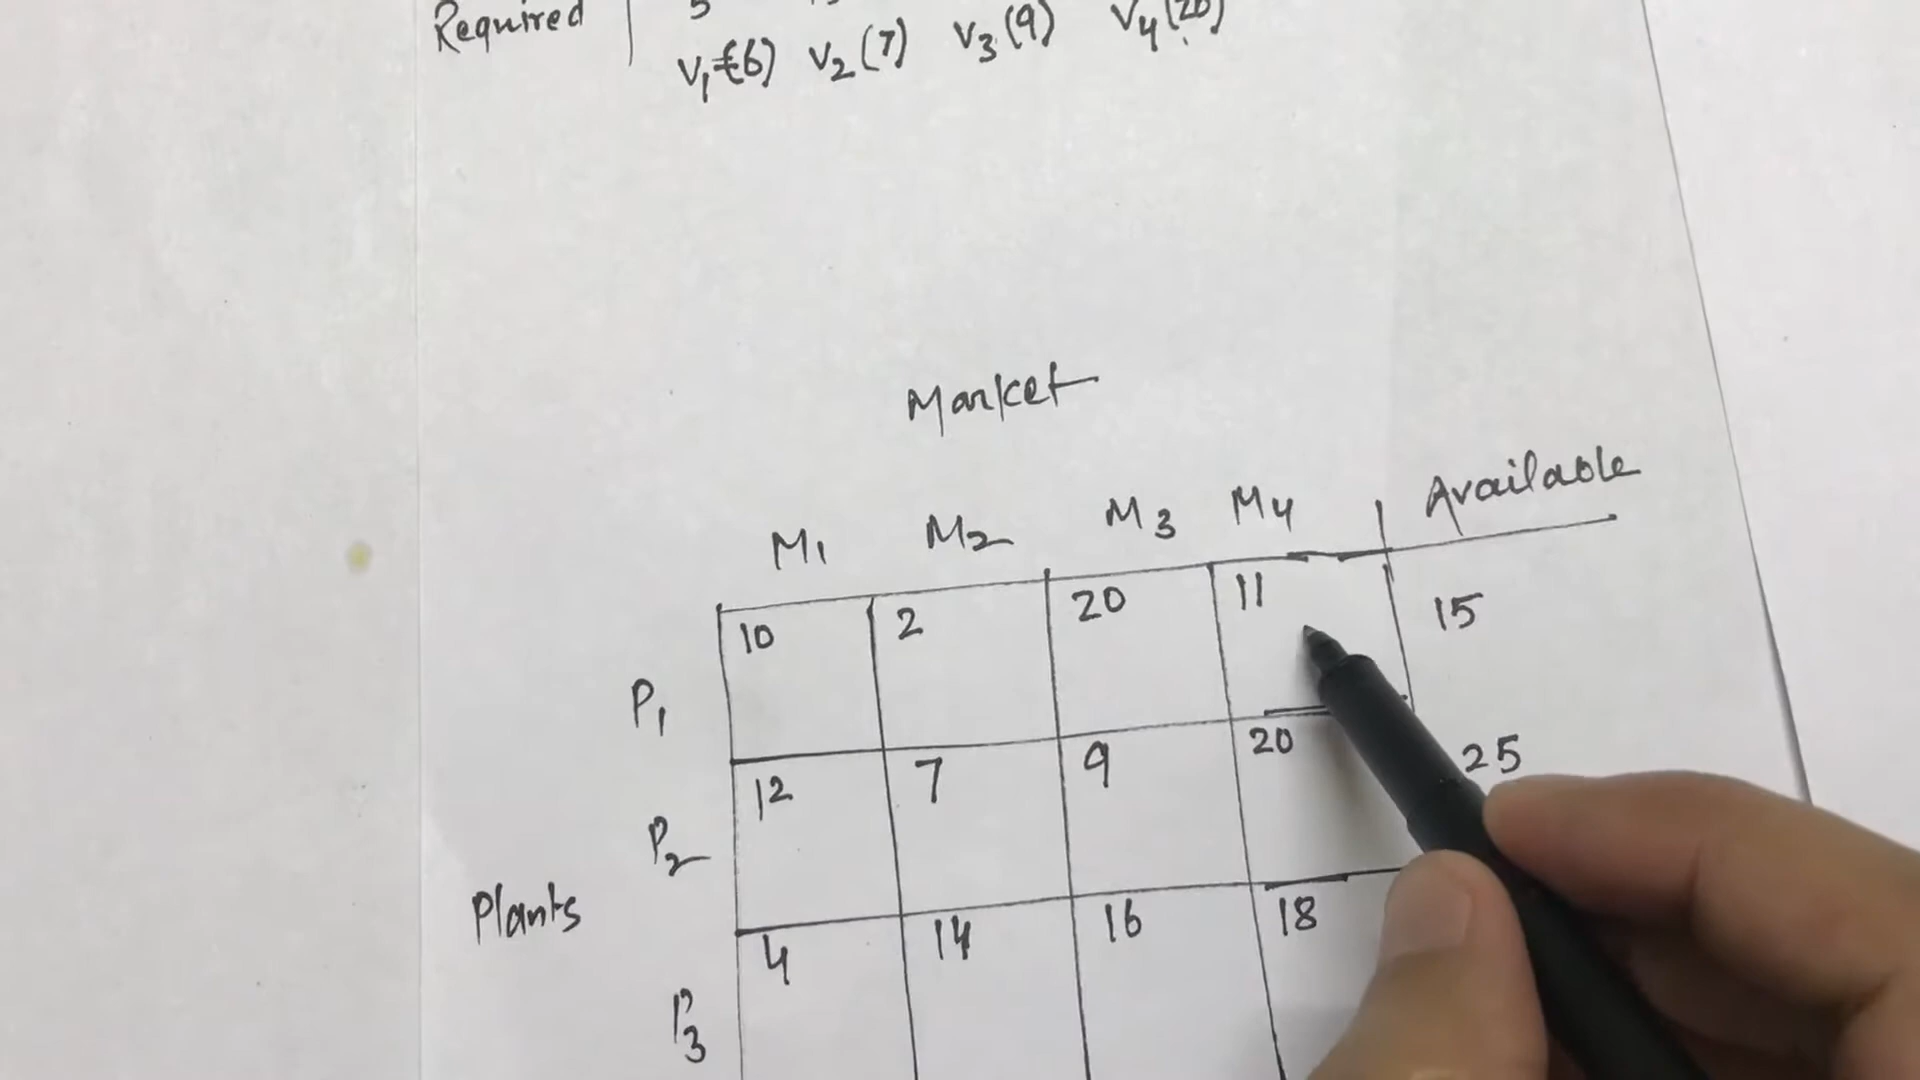 Required 5
V1 (6) V2 (7) V3 (9) V4 (20)
Market
M1 M2 M3 M4 Available
10 2 20 11 15
P1
12 7 9 20 25
P2
Plants
4 14 16 18
P3